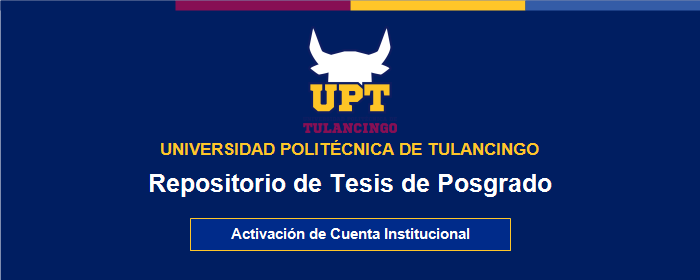 UPT
TULANCINGO
UNIVERSIDAD POLITÉCNICA DE TULANCINGO
Repositorio de Tesis de Posgrado
Activación de Cuenta Institucional